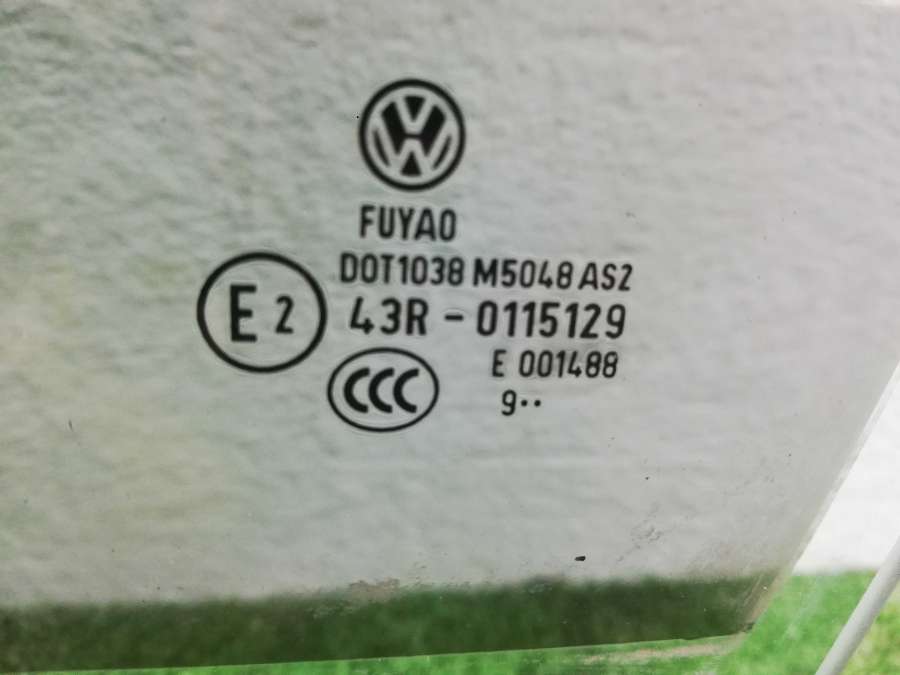 FUYAO
DOT1038 M5048 AS2
E2
43R - 0115129
E 001488
CCC
9··